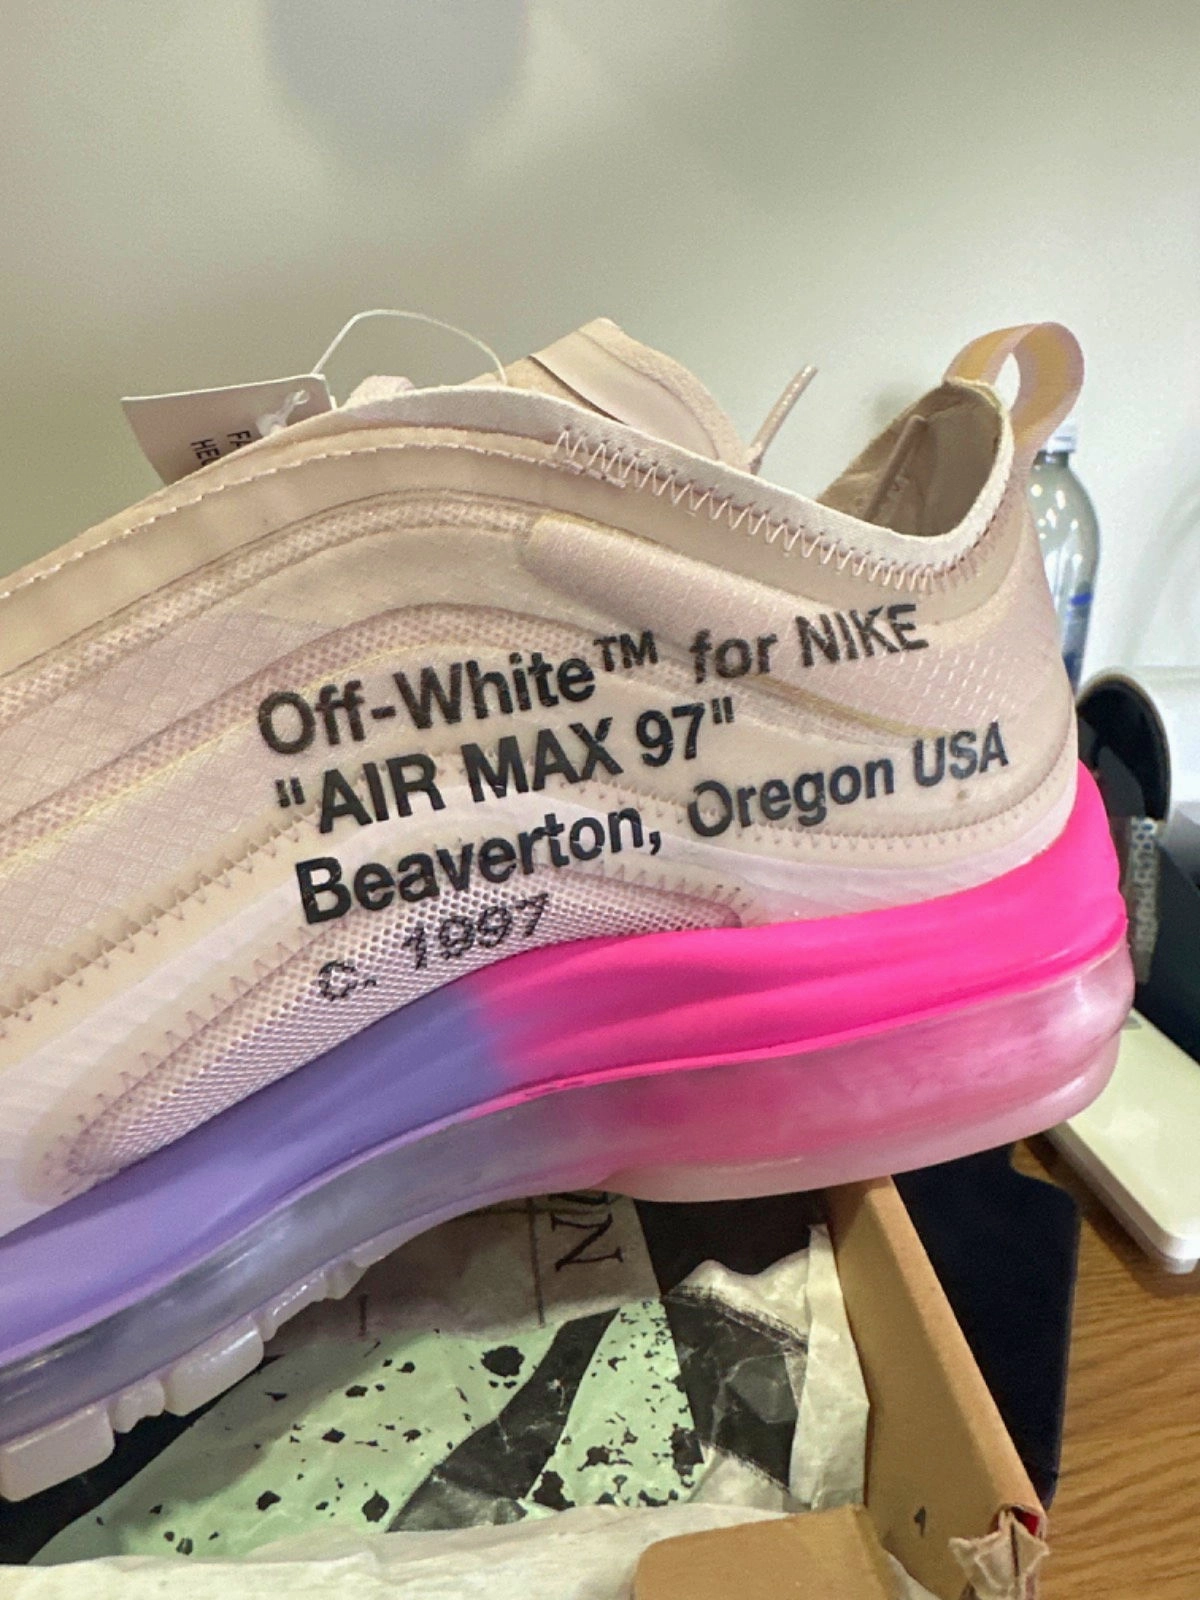 Off-White™ for NIKE
"AIR MAX 97"
Beaverton, Oregon USA
c. 1997